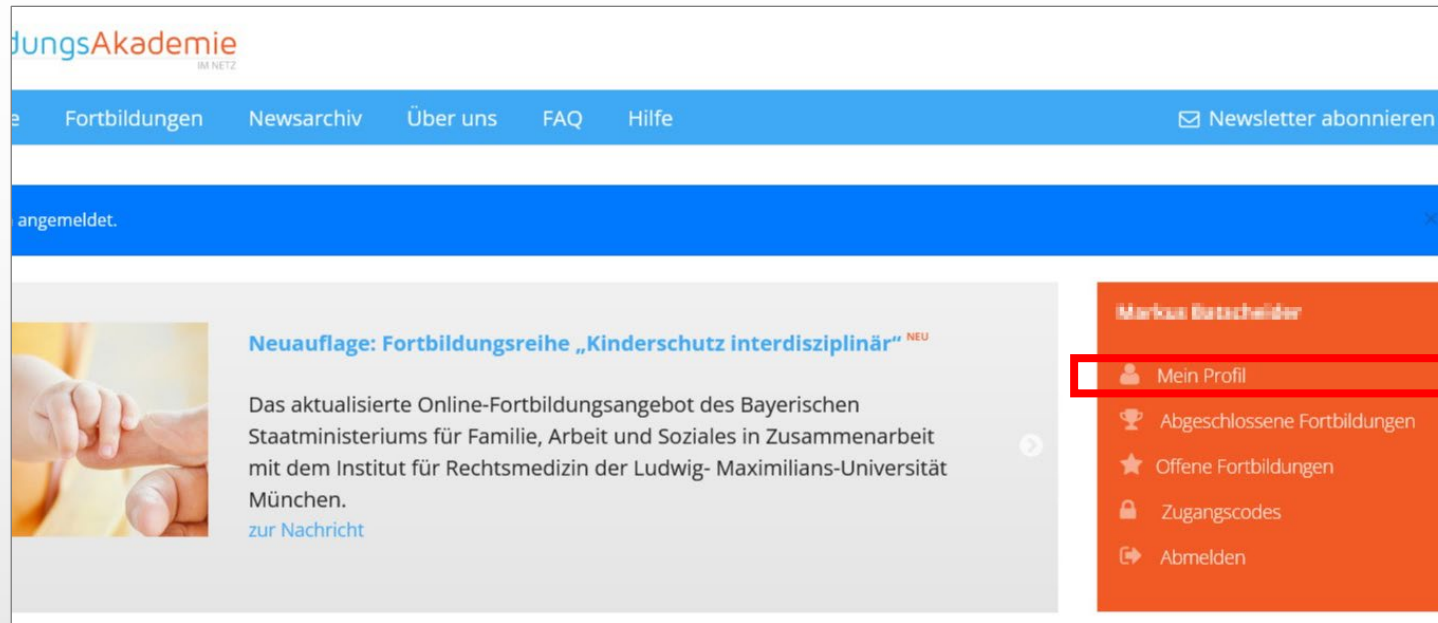 dungsAkademie
IM NETZ
e Fortbildungen Newsarchiv Über uns FAQ Hilfe Newsletter abonnieren
angemeldet.
Neuauflage: Fortbildungsreihe „Kinderschutz interdisziplinär“ NEU
Das aktualisierte Online-Fortbildungsangebot des Bayerischen
Staatministeriums für Familie, Arbeit und Soziales in Zusammenarbeit
mit dem Institut für Rechtsmedizin der Ludwig- Maximilians-Universität
München.
zur Nachricht
Mein Profil
Abgeschlossene Fortbildungen
Offene Fortbildungen
Zugangscodes
Abmelden